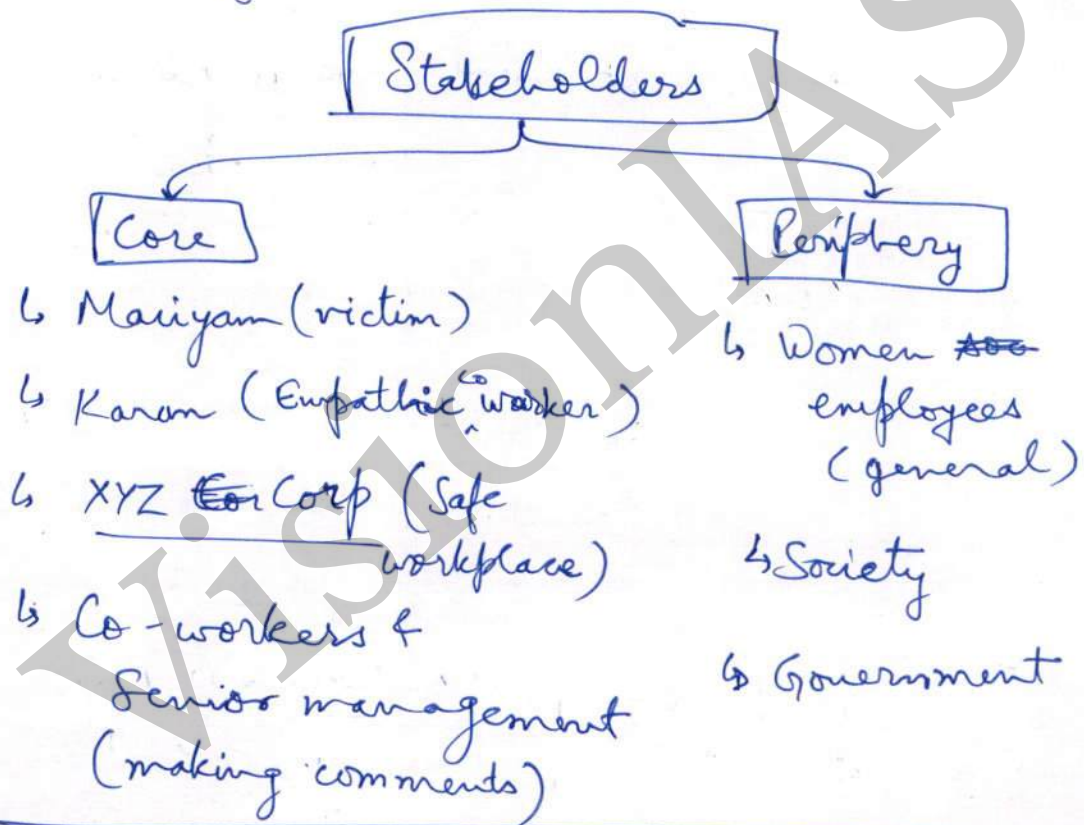 Stakeholders
Core
Periphery
↳ Mariyam (victim)
↳ Karan (Empathic co worker)
↳ XYZ Corp (Safe
workplace)
↳ Co-workers &
Senior management
(making comments)
↳ Women
employees
(general)
↳ Society
↳ Government
VisionIAS